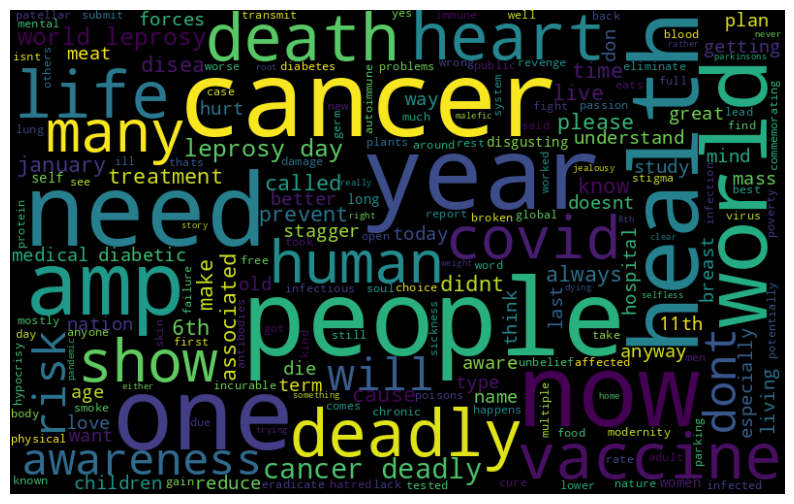 patellar submit forces transmit yes immune well back never plan
mental
world leprosy death heart don blood rather parkinsons
isnt meat disea worse diabetes problems wrong public revenge getting eliminate full
others root
life cancer case hurt autoimmune new germ much malefic system way live time fight passion eats health world
lung many around said please great lead find commemorating
leprosy day plants rest disgusting understand
january ill thats damage year worked jealousy stigma study mind mass
self see treatment really called report broken global know best infection
protein need story better long right took open today word 8th doesnt virus poverty
medical diabetic prevent stagger free clear covid hospital breast
amp make associated human infectious soul choice weight dying always selfless
failure old didnt last
mostly nation 6th skin antibodies got kind still people sickness think take 11th potentially
day anyone first
hypocrisy risk show pandemic die incurable will aware unbelief affected men anyway dont especially living
body age smoke either term something cause type name now
physical love one due want trying comes happens chronic poisons multiple home modernity parking
awareness children cancer deadly deadly food vaccine
known gain reduce eradicate hatred lack tested cure lower nature rate adult women infected